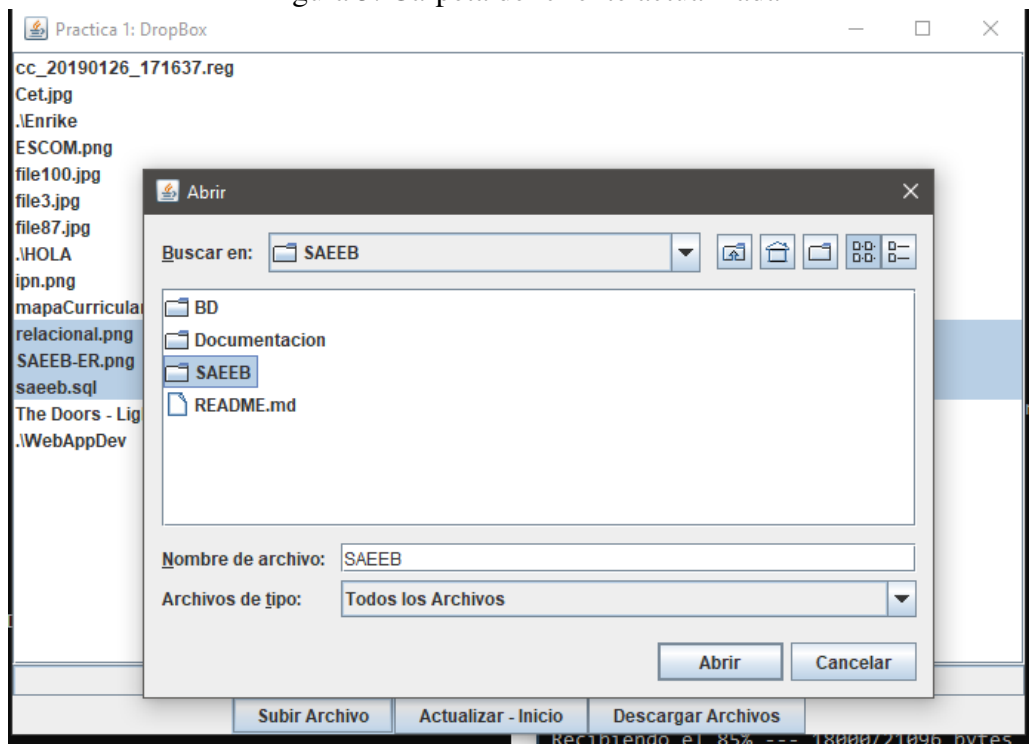 Practica 1: DropBox
cc_20190126_171637.reg
Cet.jpg
.\Enrike
ESCOM.png
file100.jpg
file3.jpg
file87.jpg
.\HOLA
ipn.png
mapaCurricular
relacional.png
SAEEB-ER.png
saeeb.sql
The Doors - Lig
.\WebAppDev
Abrir
Buscar en: SAEEB
BD
Documentacion
SAEEB
README.md
Nombre de archivo: SAEEB
Archivos de tipo: Todos los Archivos
Abrir Cancelar
Subir Archivo Actualizar - Inicio Descargar Archivos
Recibiendo el 85% --- 18000/21096 bytes